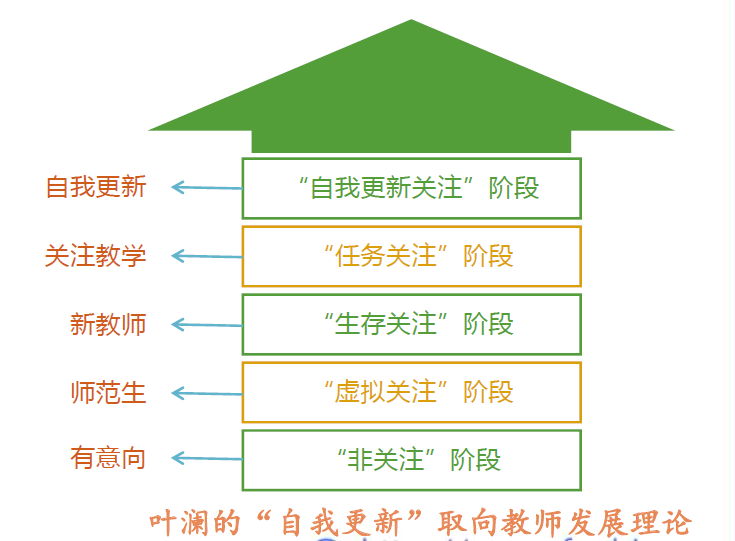 自我更新 “自我更新关注”阶段
关注教学 “任务关注”阶段
新教师 “生存关注”阶段
师范生 “虚拟关注”阶段
有意向 “非关注”阶段
叶澜的“自我更新”取向教师发展理论